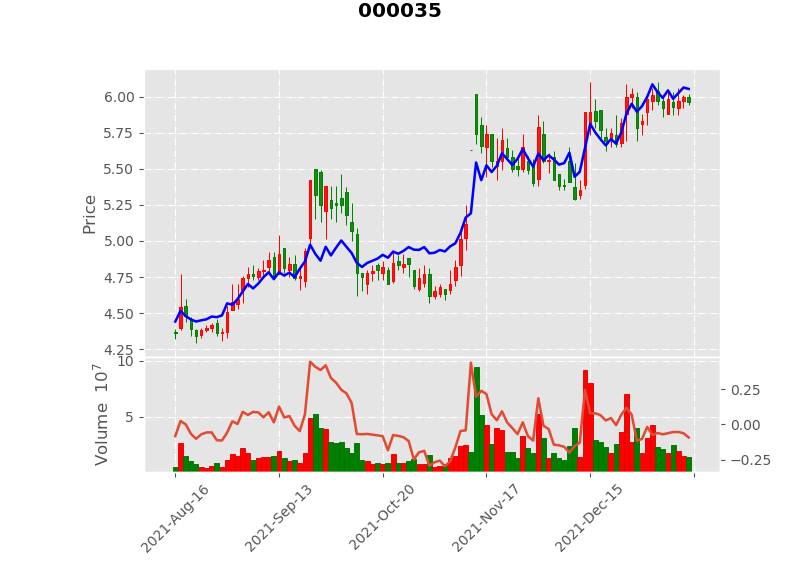 000035
6.00
5.75
5.50
5.25
5.00
4.75
4.50
4.25
Price
10
5
Volume 10^7
0.25
0.00
−0.25
2021-Aug-16
2021-Sep-13
2021-Oct-20
2021-Nov-17
2021-Dec-15